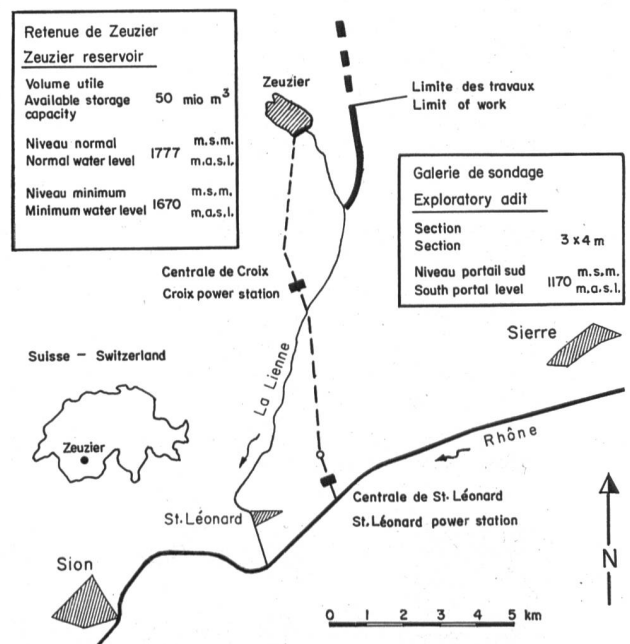 Retenue de Zeuzier
Zeuzier reservoir
Volume utile
Available storage 50 mio m³
capacity
Niveau normal m.s.m.
Normal water level 1777 m.a.s.l.
Niveau minimum m.s.m.
Minimum water level 1670 m.a.s.l.
Zeuzier
Limite des travaux
Limit of work
Galerie de sondage
Exploratory adit
Section
Section 3 x 4 m
Niveau portail sud m.s.m.
South portal level 1170 m.a.s.l.
Centrale de Croix
Croix power station
Sierre
Suisse – Switzerland
Zeuzier
La Lienne
Rhône
Centrale de St. Léonard
St. Léonard power station
St. Léonard
Sion
N
0 1 2 3 4 5 km